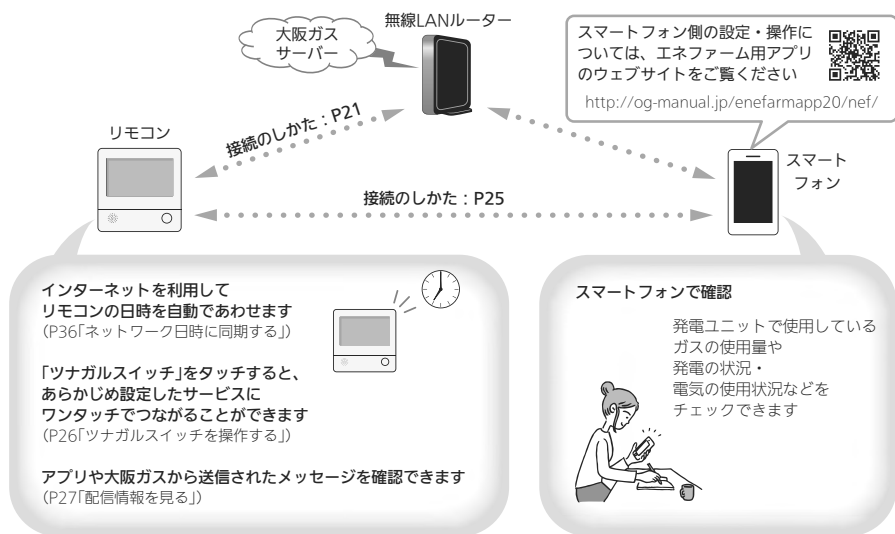 大阪ガス
サーバー
無線LANルーター
スマートフォン側の設定・操作に
ついては、エネファーム用アプリ
のウェブサイトをご覧ください
http://og-manual.jp/enefarmapp20/nef/
接続のしかた：P21
リモコン
スマート
フォン
接続のしかた：P25
インターネットを利用して
リモコンの日時を自動であわせます
（P36「ネットワーク日時に同期する」）
「ツナガルスイッチ」をタッチすると、
あらかじめ設定したサービスに
ワンタッチでつながることができます
（P26「ツナガルスイッチを操作する」）
アプリや大阪ガスから送信されたメッセージを確認できます
（P27「配信情報を見る」）
スマートフォンで確認
発電ユニットで使用している
ガスの使用量や
発電の状況・
電気の使用状況などを
チェックできます